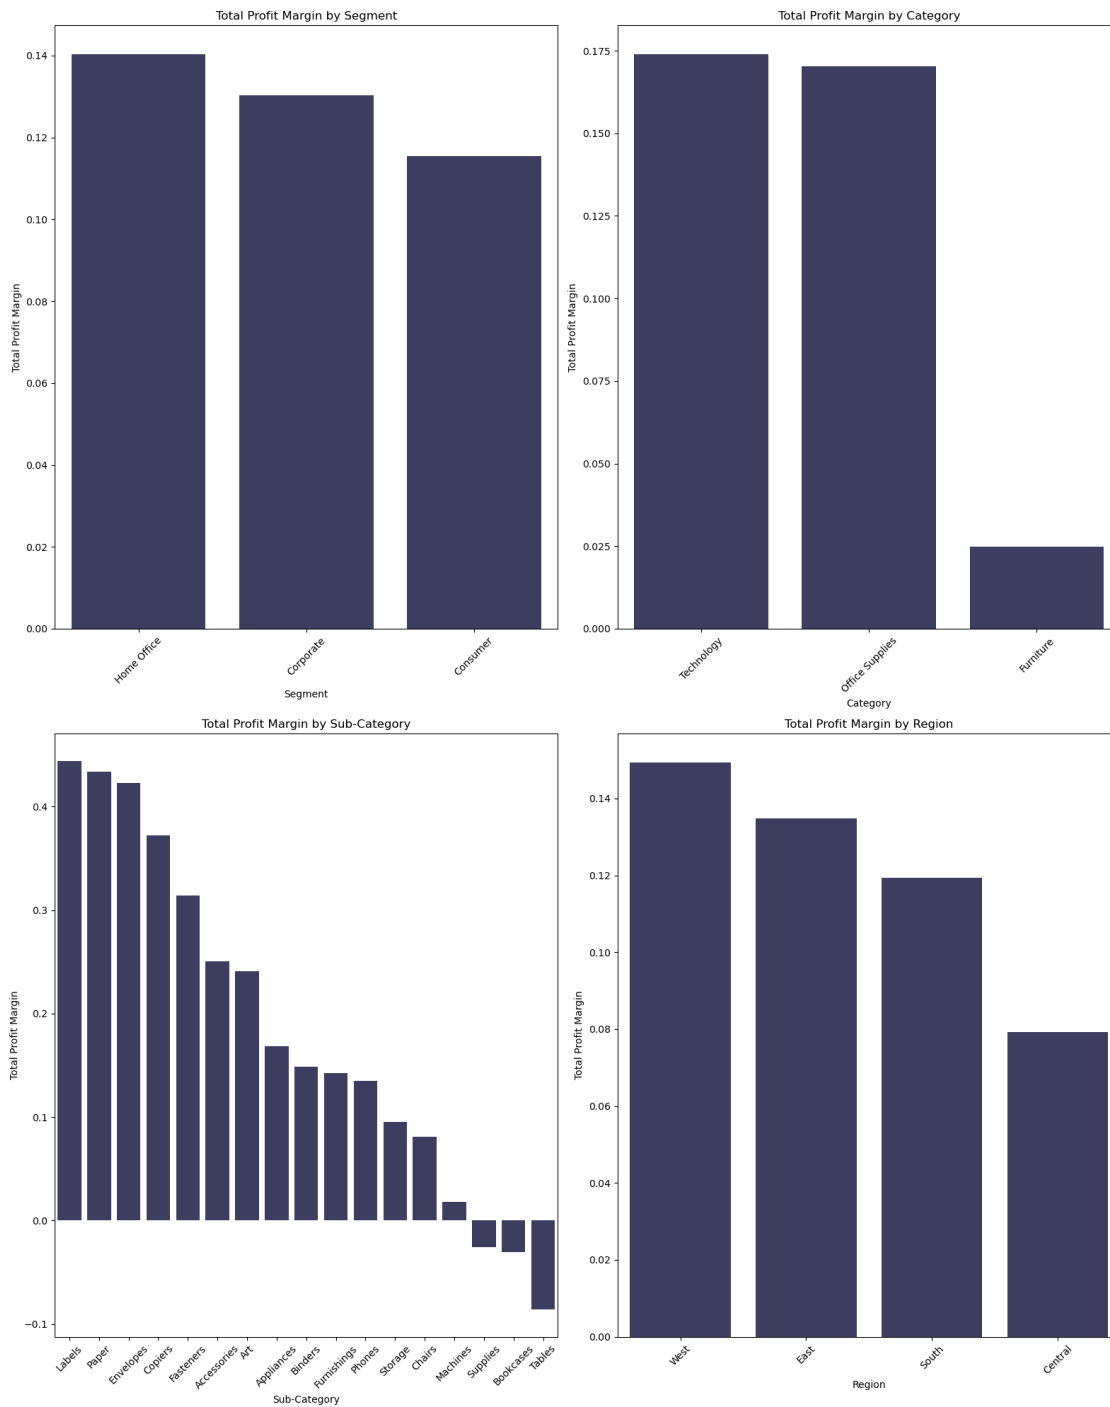 Total Profit Margin by Segment
Total Profit Margin
0.14
0.12
0.10
0.08
0.06
0.04
0.02
0.00
Home Office
Corporate
Consumer
Segment
Total Profit Margin by Category
Total Profit Margin
0.175
0.150
0.125
0.100
0.075
0.050
0.025
0.000
Technology
Office Supplies
Furniture
Category
Total Profit Margin by Sub-Category
Total Profit Margin
0.4
0.3
0.2
0.1
0.0
−0.1
Labels
Paper
Envelopes
Copiers
Fasteners
Accessories
Art
Appliances
Binders
Furnishings
Phones
Storage
Chairs
Machines
Supplies
Bookcases
Tables
Sub-Category
Total Profit Margin by Region
Total Profit Margin
0.14
0.12
0.10
0.08
0.06
0.04
0.02
0.00
West
East
South
Central
Region